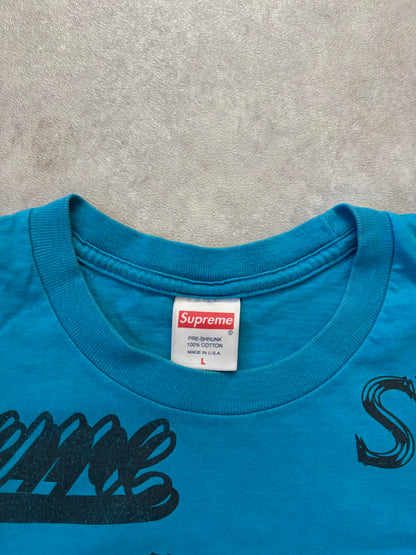 Supreme
®
PRE-SHRUNK
100% COTTON
MADE IN U.S.A.
L
S